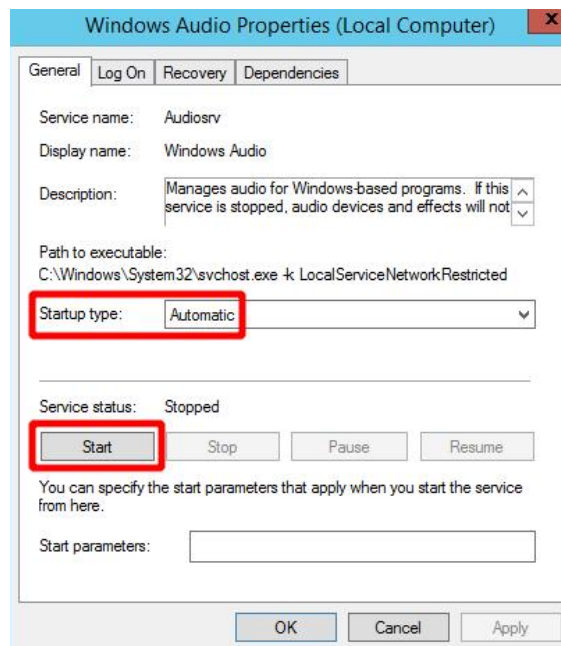 Windows Audio Properties (Local Computer)
x
General Log On Recovery Dependencies
Service name: Audiosrv
Display name: Windows Audio
Description: Manages audio for Windows-based programs. If this
service is stopped, audio devices and effects will not
Path to executable:
C:\Windows\System32\svchost.exe -k LocalServiceNetworkRestricted
Startup type: Automatic
Service status: Stopped
Start Stop Pause Resume
You can specify the start parameters that apply when you start the service
from here.
Start parameters:
OK Cancel Apply